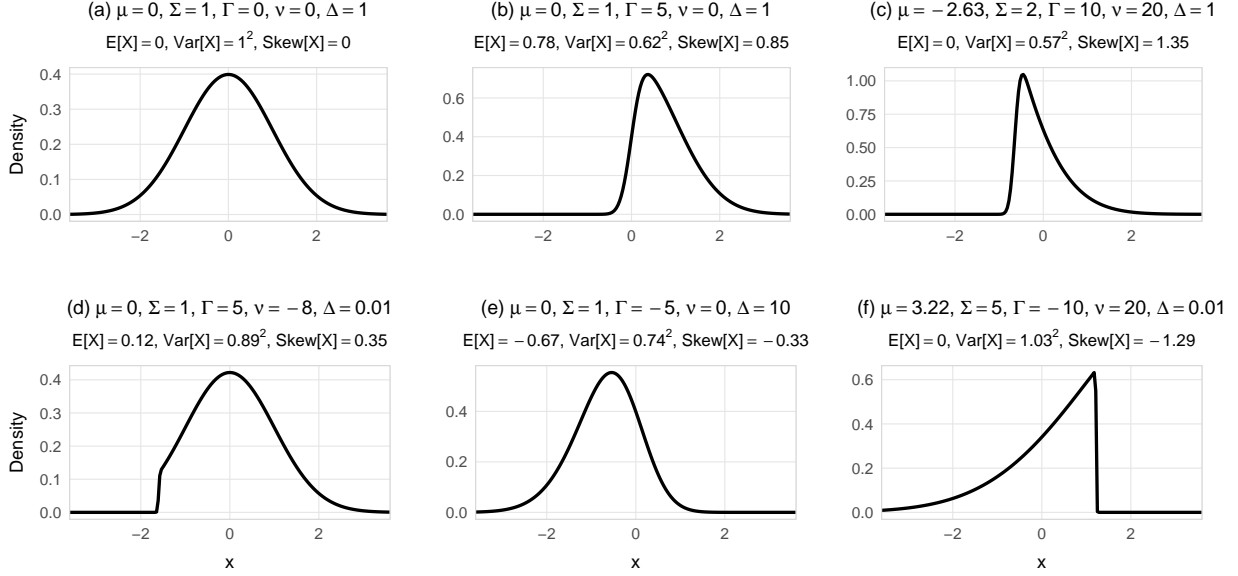 (a) μ = 0, Σ = 1, Γ = 0, ν = 0, Δ = 1
E[X] = 0, Var[X] = 1², Skew[X] = 0
Density
0.4
0.3
0.2
0.1
0.0
−2 0 2
(b) μ = 0, Σ = 1, Γ = 5, ν = 0, Δ = 1
E[X] = 0.78, Var[X] = 0.62², Skew[X] = 0.85
0.6
0.4
0.2
0.0
−2 0 2
(c) μ = − 2.63, Σ = 2, Γ = 10, ν = 20, Δ = 1
E[X] = 0, Var[X] = 0.57², Skew[X] = 1.35
1.00
0.75
0.50
0.25
0.00
−2 0 2
(d) μ = 0, Σ = 1, Γ = 5, ν = − 8, Δ = 0.01
E[X] = 0.12, Var[X] = 0.89², Skew[X] = 0.35
Density
0.4
0.3
0.2
0.1
0.0
−2 0 2
x
(e) μ = 0, Σ = 1, Γ = − 5, ν = 0, Δ = 10
E[X] = − 0.67, Var[X] = 0.74², Skew[X] = − 0.33
0.4
0.2
0.0
−2 0 2
x
(f) μ = 3.22, Σ = 5, Γ = − 10, ν = 20, Δ = 0.01
E[X] = 0, Var[X] = 1.03², Skew[X] = − 1.29
0.6
0.4
0.2
0.0
−2 0 2
x